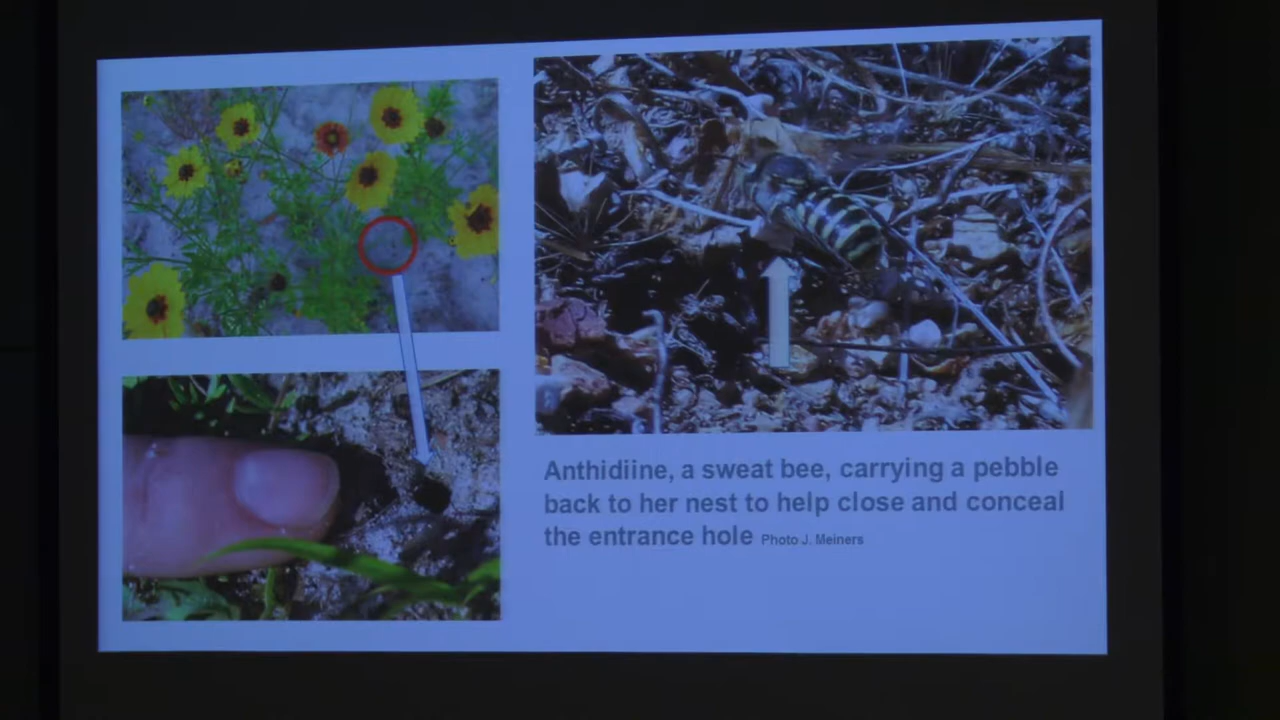 Anthidiine, a sweat bee, carrying a pebble
back to her nest to help close and conceal
the entrance hole Photo J. Meiners